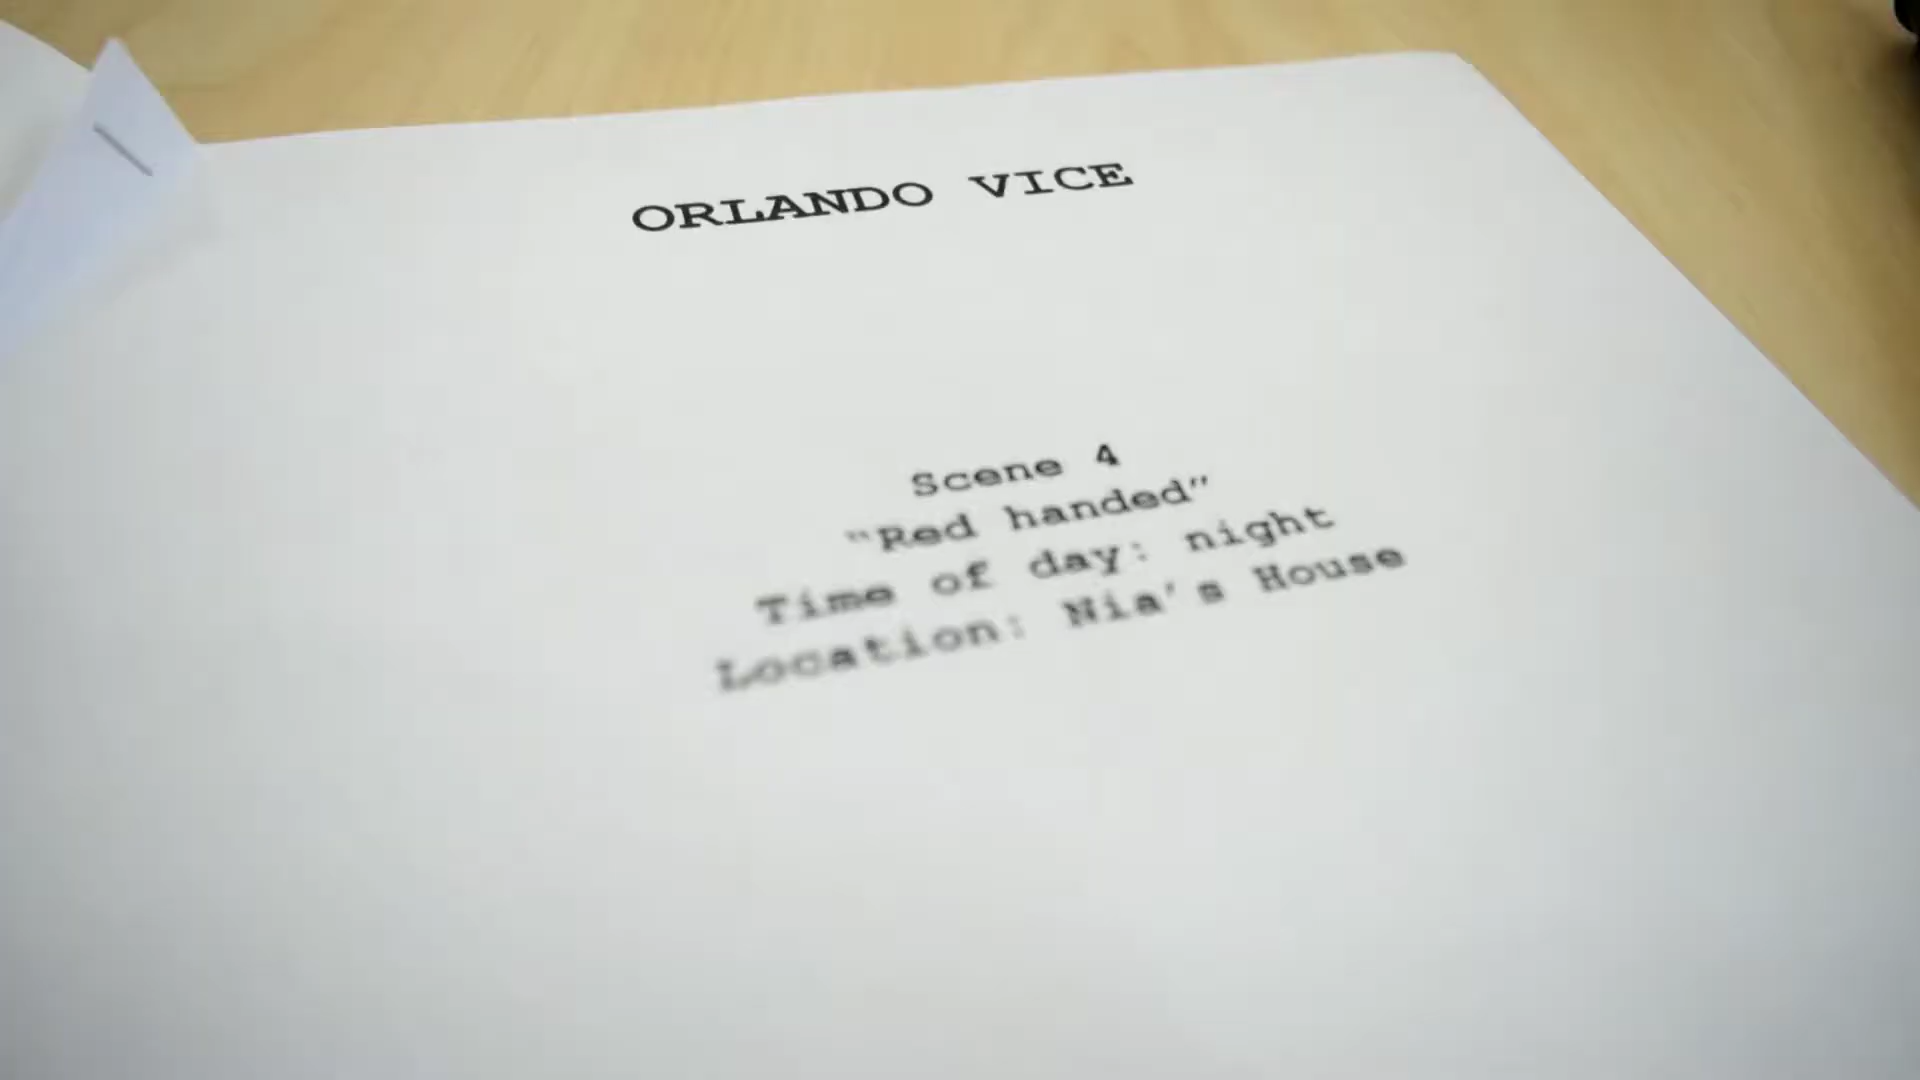 ORLANDO VICE
Scene 4
"Red handed"
Time of day: night
Location: Nia's House